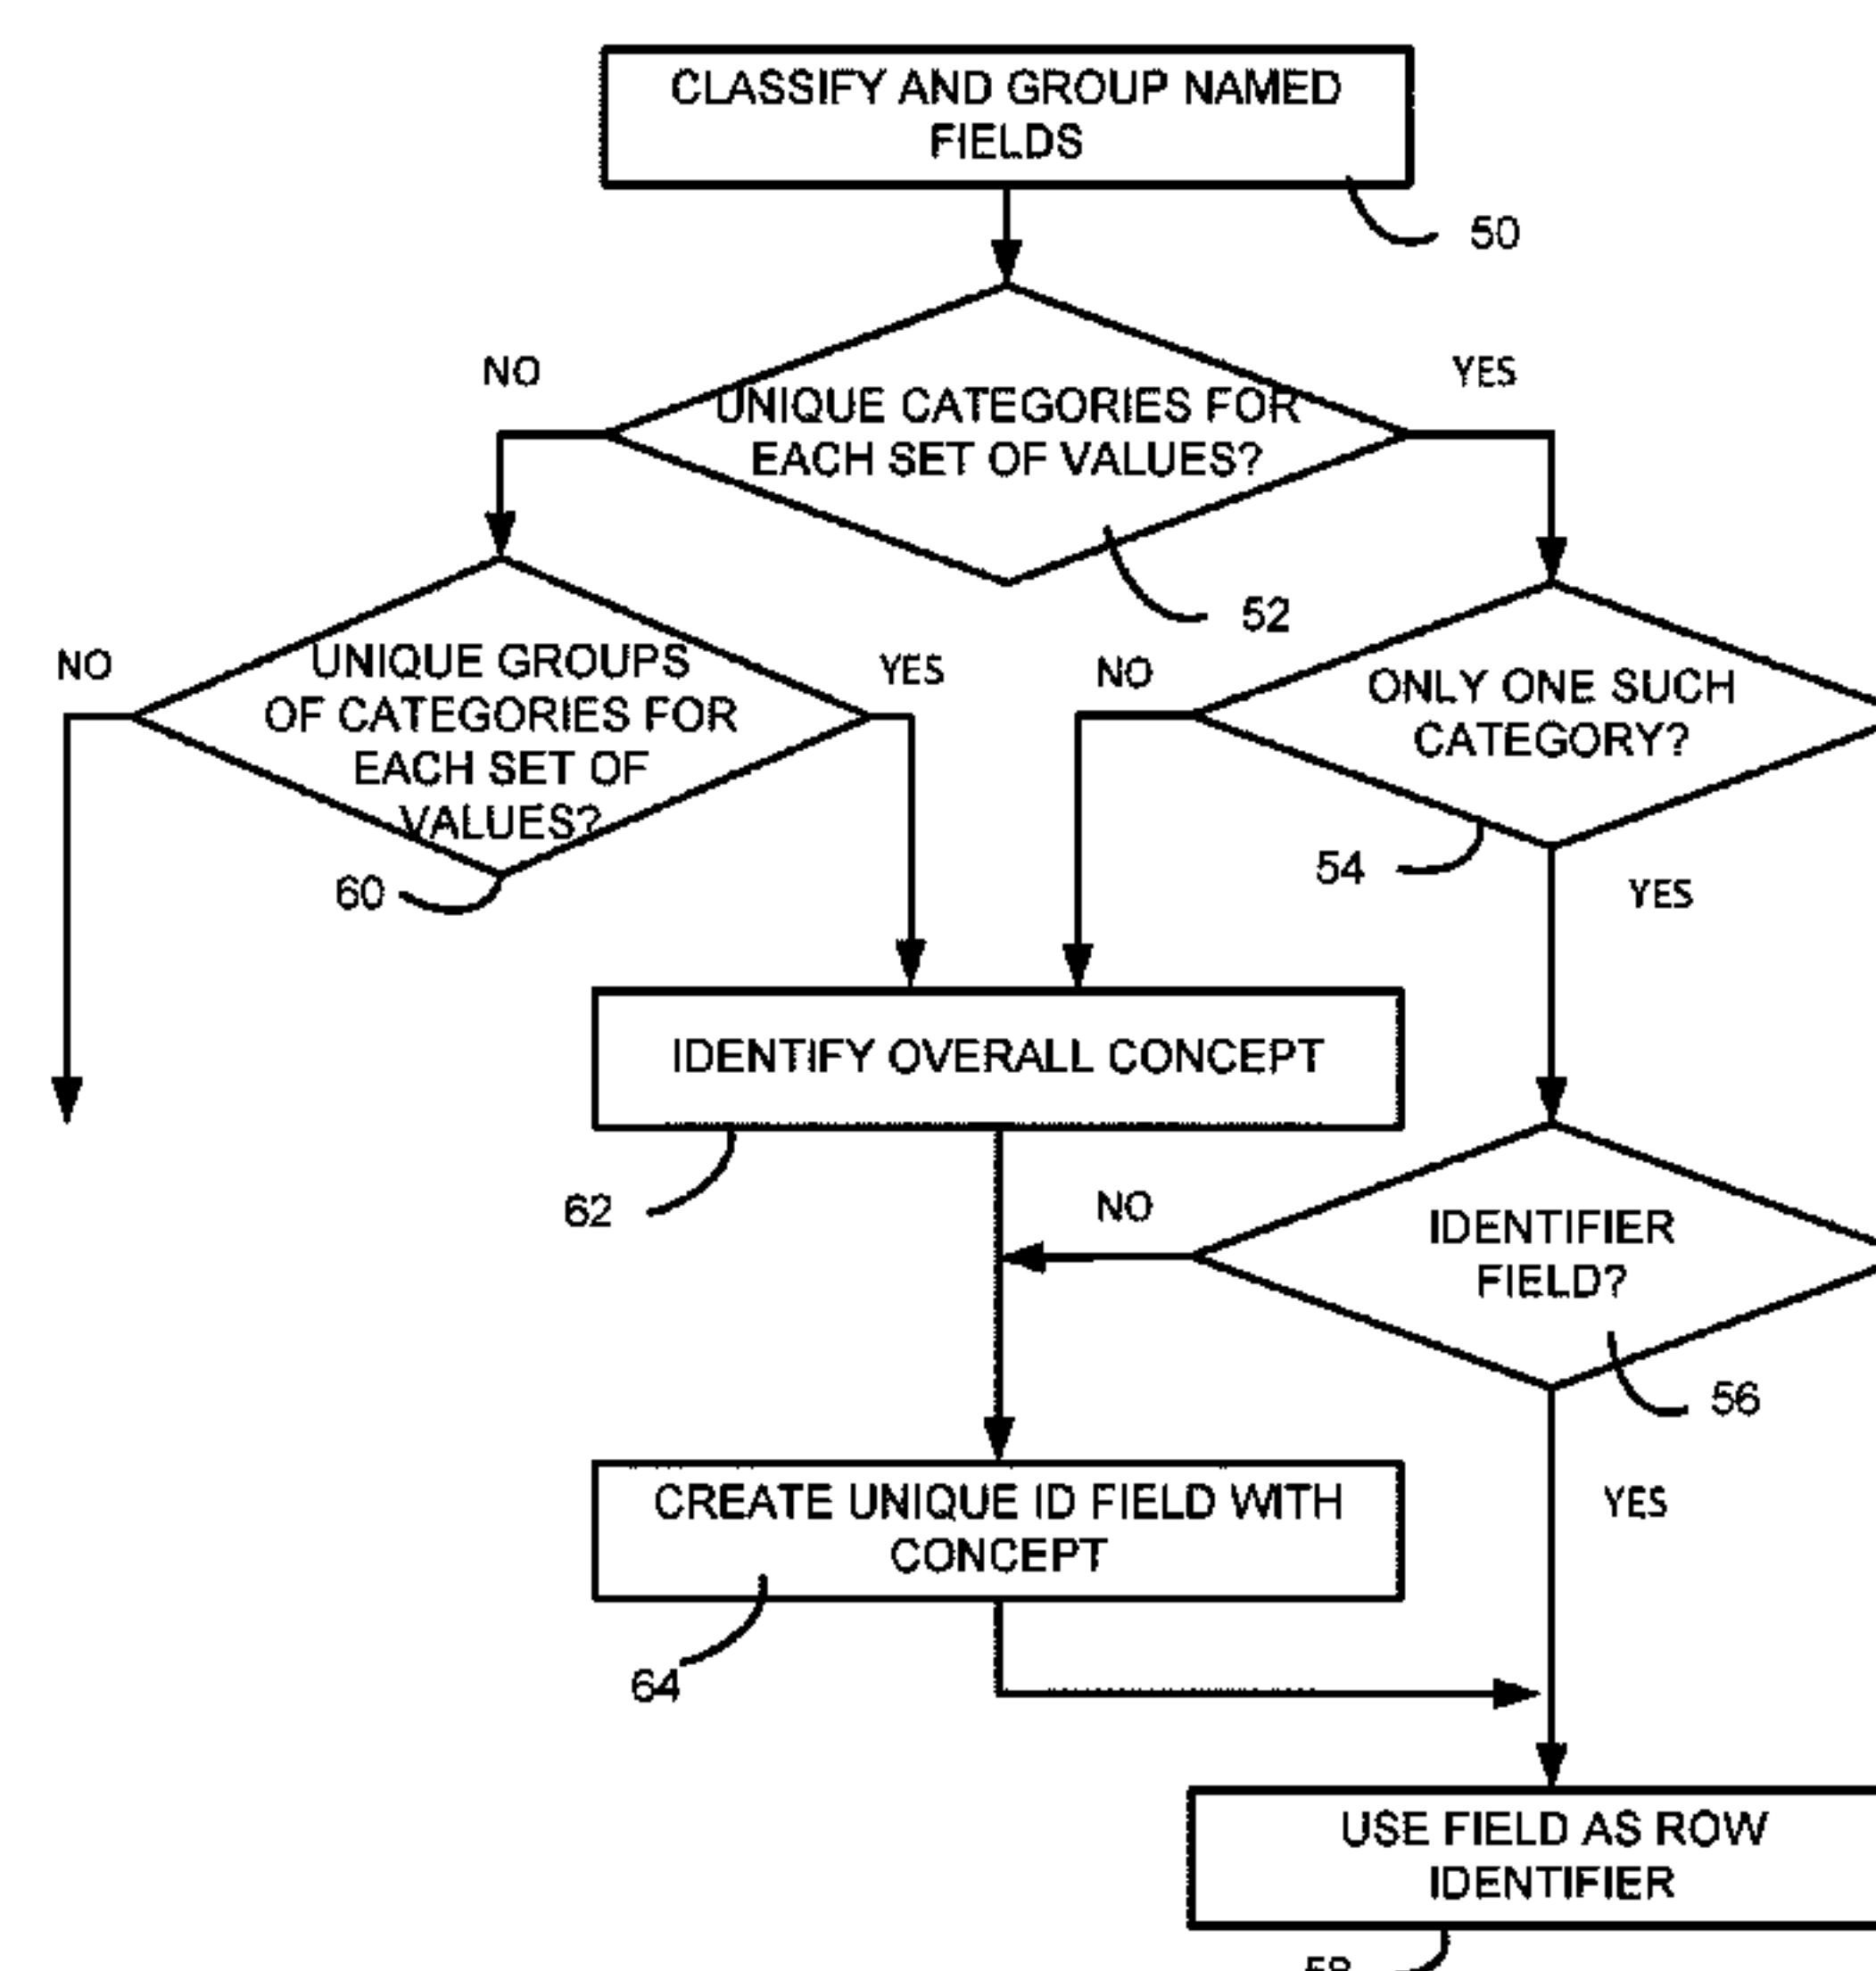 CLASSIFY AND GROUP NAMED
FIELDS
50
NO
YES
UNIQUE CATEGORIES FOR
EACH SET OF VALUES?
52
NO
UNIQUE GROUPS
OF CATEGORIES FOR
EACH SET OF
VALUES?
YES
60
NO
ONLY ONE SUCH
CATEGORY?
54
YES
IDENTIFY OVERALL CONCEPT
62
NO
IDENTIFIER
FIELD?
56
YES
CREATE UNIQUE ID FIELD WITH
CONCEPT
64
USE FIELD AS ROW
IDENTIFIER
58